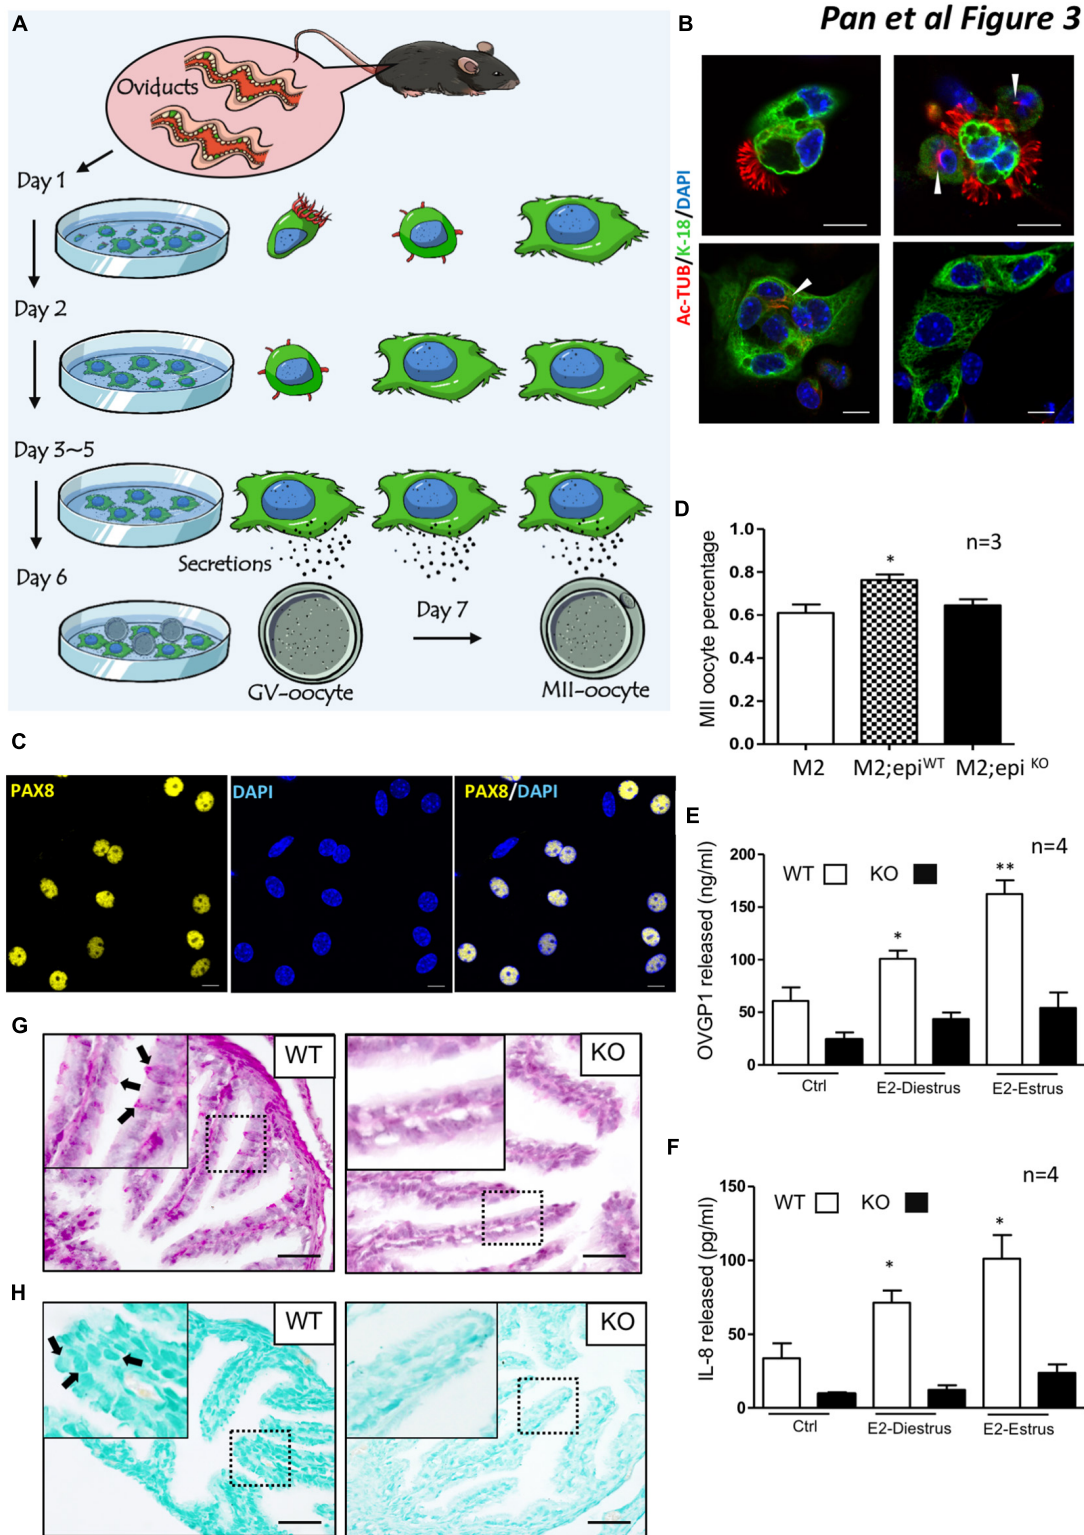 Pan et al Figure 3
A
Oviducts
Day 1
Day 2
Day 3~5
Secretions
Day 6
Day 7
GV-oocyte
MII-oocyte
B
Ac-TUB/K-18/DAPI
C
PAX8
DAPI
PAX8/DAPI
D
n=3
*
MII oocyte percentage
1.0
0.8
0.6
0.4
0.2
0.0
M2
M2;epiWT
M2;epi KO
E
n=4
WT
KO
**
*
OVGP1 released (ng/ml)
200
150
100
50
0
Ctrl
E2-Diestrus
E2-Estrus
F
n=4
WT
KO
*
*
IL-8 released (pg/ml)
150
100
50
0
Ctrl
E2-Diestrus
E2-Estrus
G
WT
KO
H
WT
KO